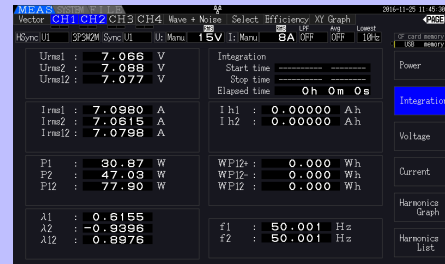 MEAS SYSTEM FILE 2016-11-25 11:45:30
Vector CH1 CH2 CH3 CH4 Wave + Noise Select Efficiency XY Graph PAGE
RMS RMS LPF Avg Lowest
HSync U1 3P3W2M Sync U1 U: Manu 15V I: Manu 8A OFF OFF 10Hz
CF card memory
USB memory
Urms1 : 7.066 V
Urms2 : 7.088 V
Urms12 : 7.077 V
Integration
Start time
Stop time
Elapsed time 0h 0m 0s
Irms1 : 7.0980 A
Irms2 : 7.0615 A
Irms12 : 7.0798 A
Ih1 : 0.00000 Ah
Ih2 : 0.00000 Ah
P1 : 30.87 W
P2 : 47.03 W
P12 : 77.90 W
WP12+ : 0.000 Wh
WP12- : 0.000 Wh
WP12 : 0.000 Wh
λ1 : 0.6155
λ2 : -0.9396
λ12 : 0.8976
f1 : 50.001 Hz
f2 : 50.001 Hz
Power
Integration
Voltage
Current
Harmonics Graph
Harmonics List